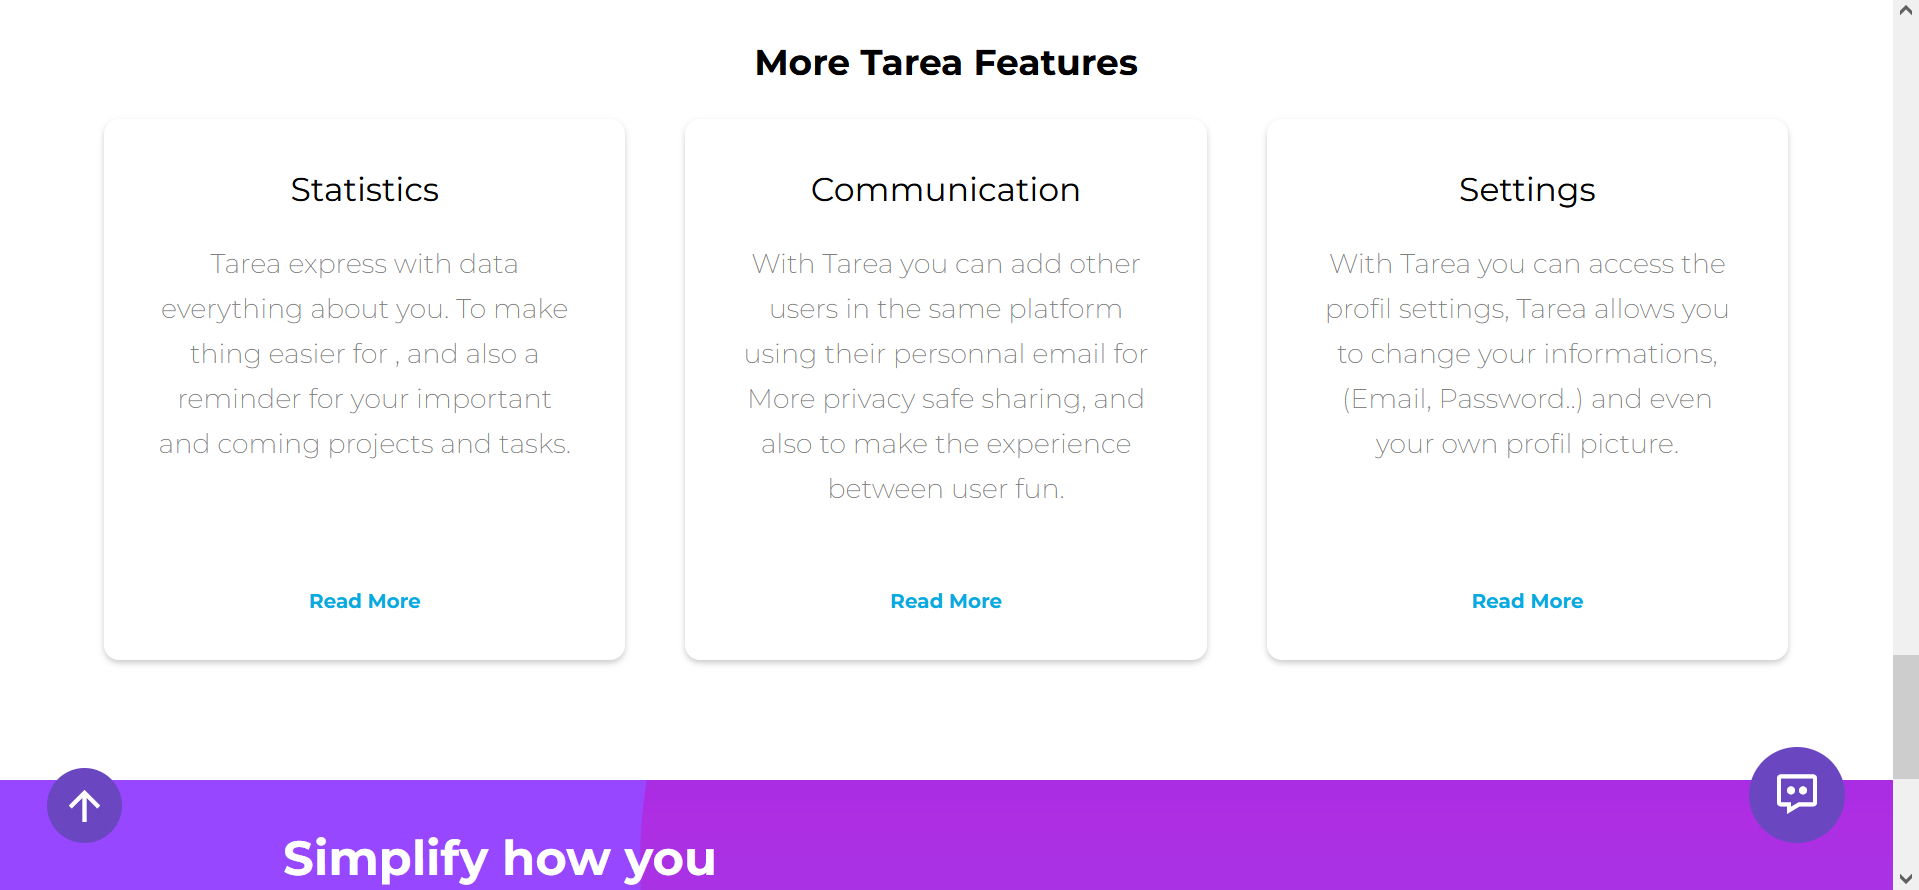 More Tarea Features
Statistics
Tarea express with data
everything about you. To make
thing easier for , and also a
reminder for your important
and coming projects and tasks.
Read More
Communication
With Tarea you can add other
users in the same platform
using their personnal email for
More privacy safe sharing, and
also to make the experience
between user fun.
Read More
Settings
With Tarea you can access the
profil settings, Tarea allows you
to change your informations,
(Email, Password..) and even
your own profil picture.
Read More
Simplify how you